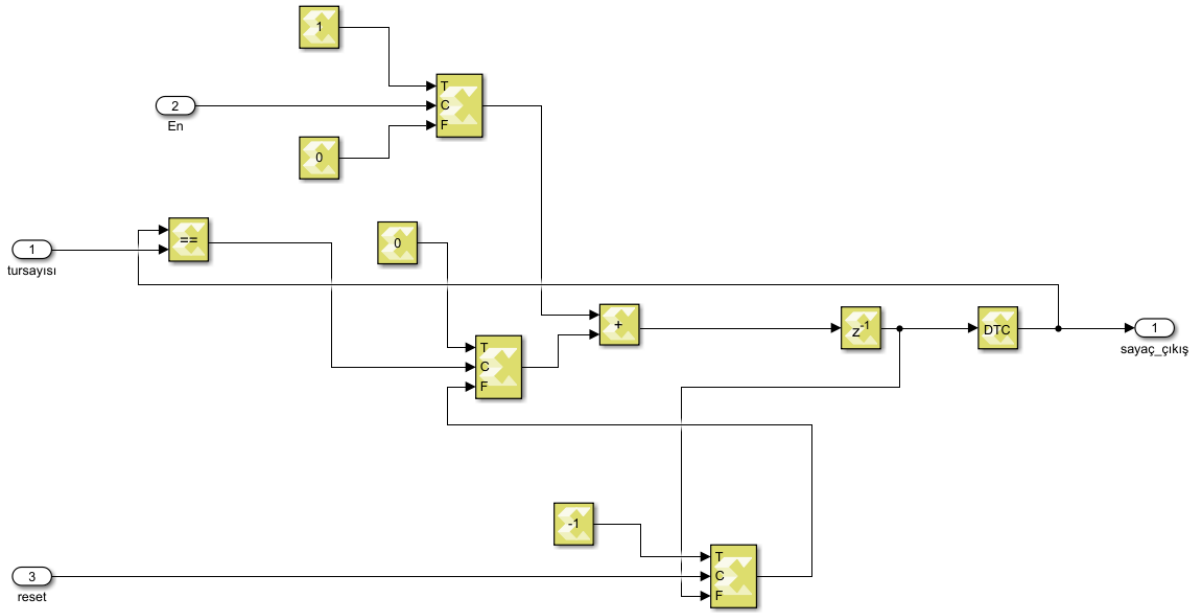 1
T
2
C
En
F
0
==
0
1
tursayısı
+
z-1
DTC
1
sayaç_çıkış
T
C
F
-1
T
3
C
reset
F